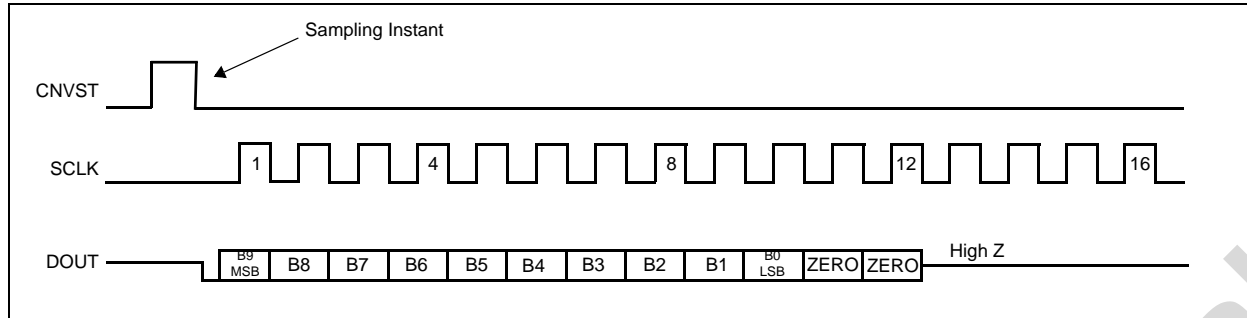 Sampling Instant
CNVST
SCLK
1
4
8
12
16
DOUT
B9
MSB
B8
B7
B6
B5
B4
B3
B2
B1
B0
LSB
ZERO
ZERO
High Z